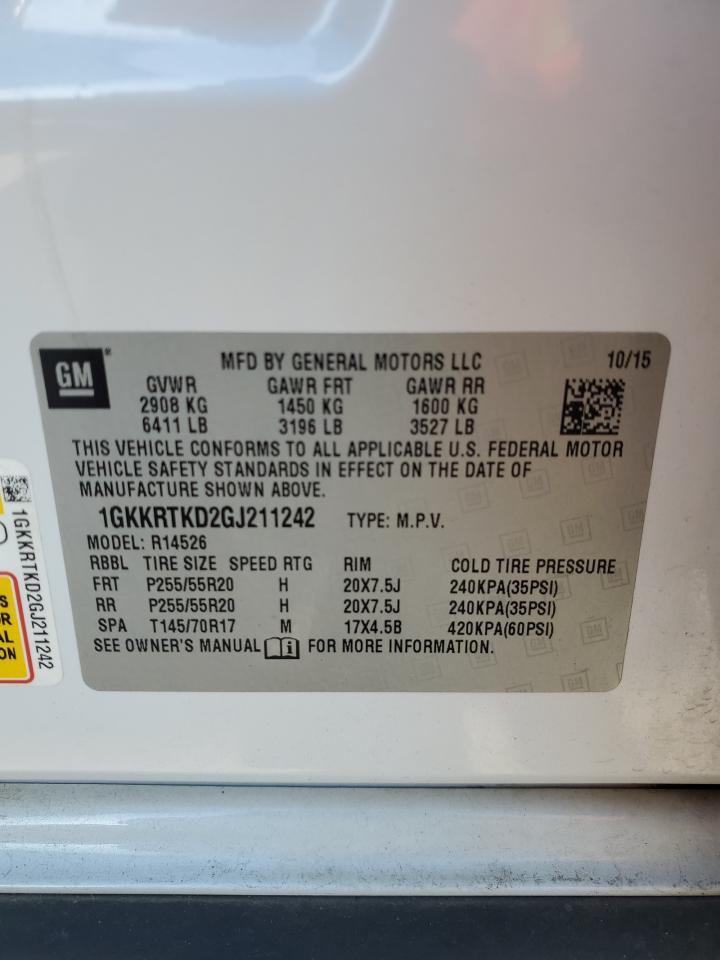 GM
MFD BY GENERAL MOTORS LLC 10/15
GVWR GAWR FRT GAWR RR
2908 KG 1450 KG 1600 KG
6411 LB 3196 LB 3527 LB
THIS VEHICLE CONFORMS TO ALL APPLICABLE U.S. FEDERAL MOTOR
VEHICLE SAFETY STANDARDS IN EFFECT ON THE DATE OF
MANUFACTURE SHOWN ABOVE.
1GKKRTKD2GJ211242 TYPE: M.P.V.
MODEL: R14526
RBBL TIRE SIZE SPEED RTG RIM COLD TIRE PRESSURE
FRT P255/55R20 H 20X7.5J 240KPA(35PSI)
RR P255/55R20 H 20X7.5J 240KPA(35PSI)
SPA T145/70R17 M 17X4.5B 420KPA(60PSI)
SEE OWNER'S MANUAL i FOR MORE INFORMATION.
1GKKRTKD2GJ211242